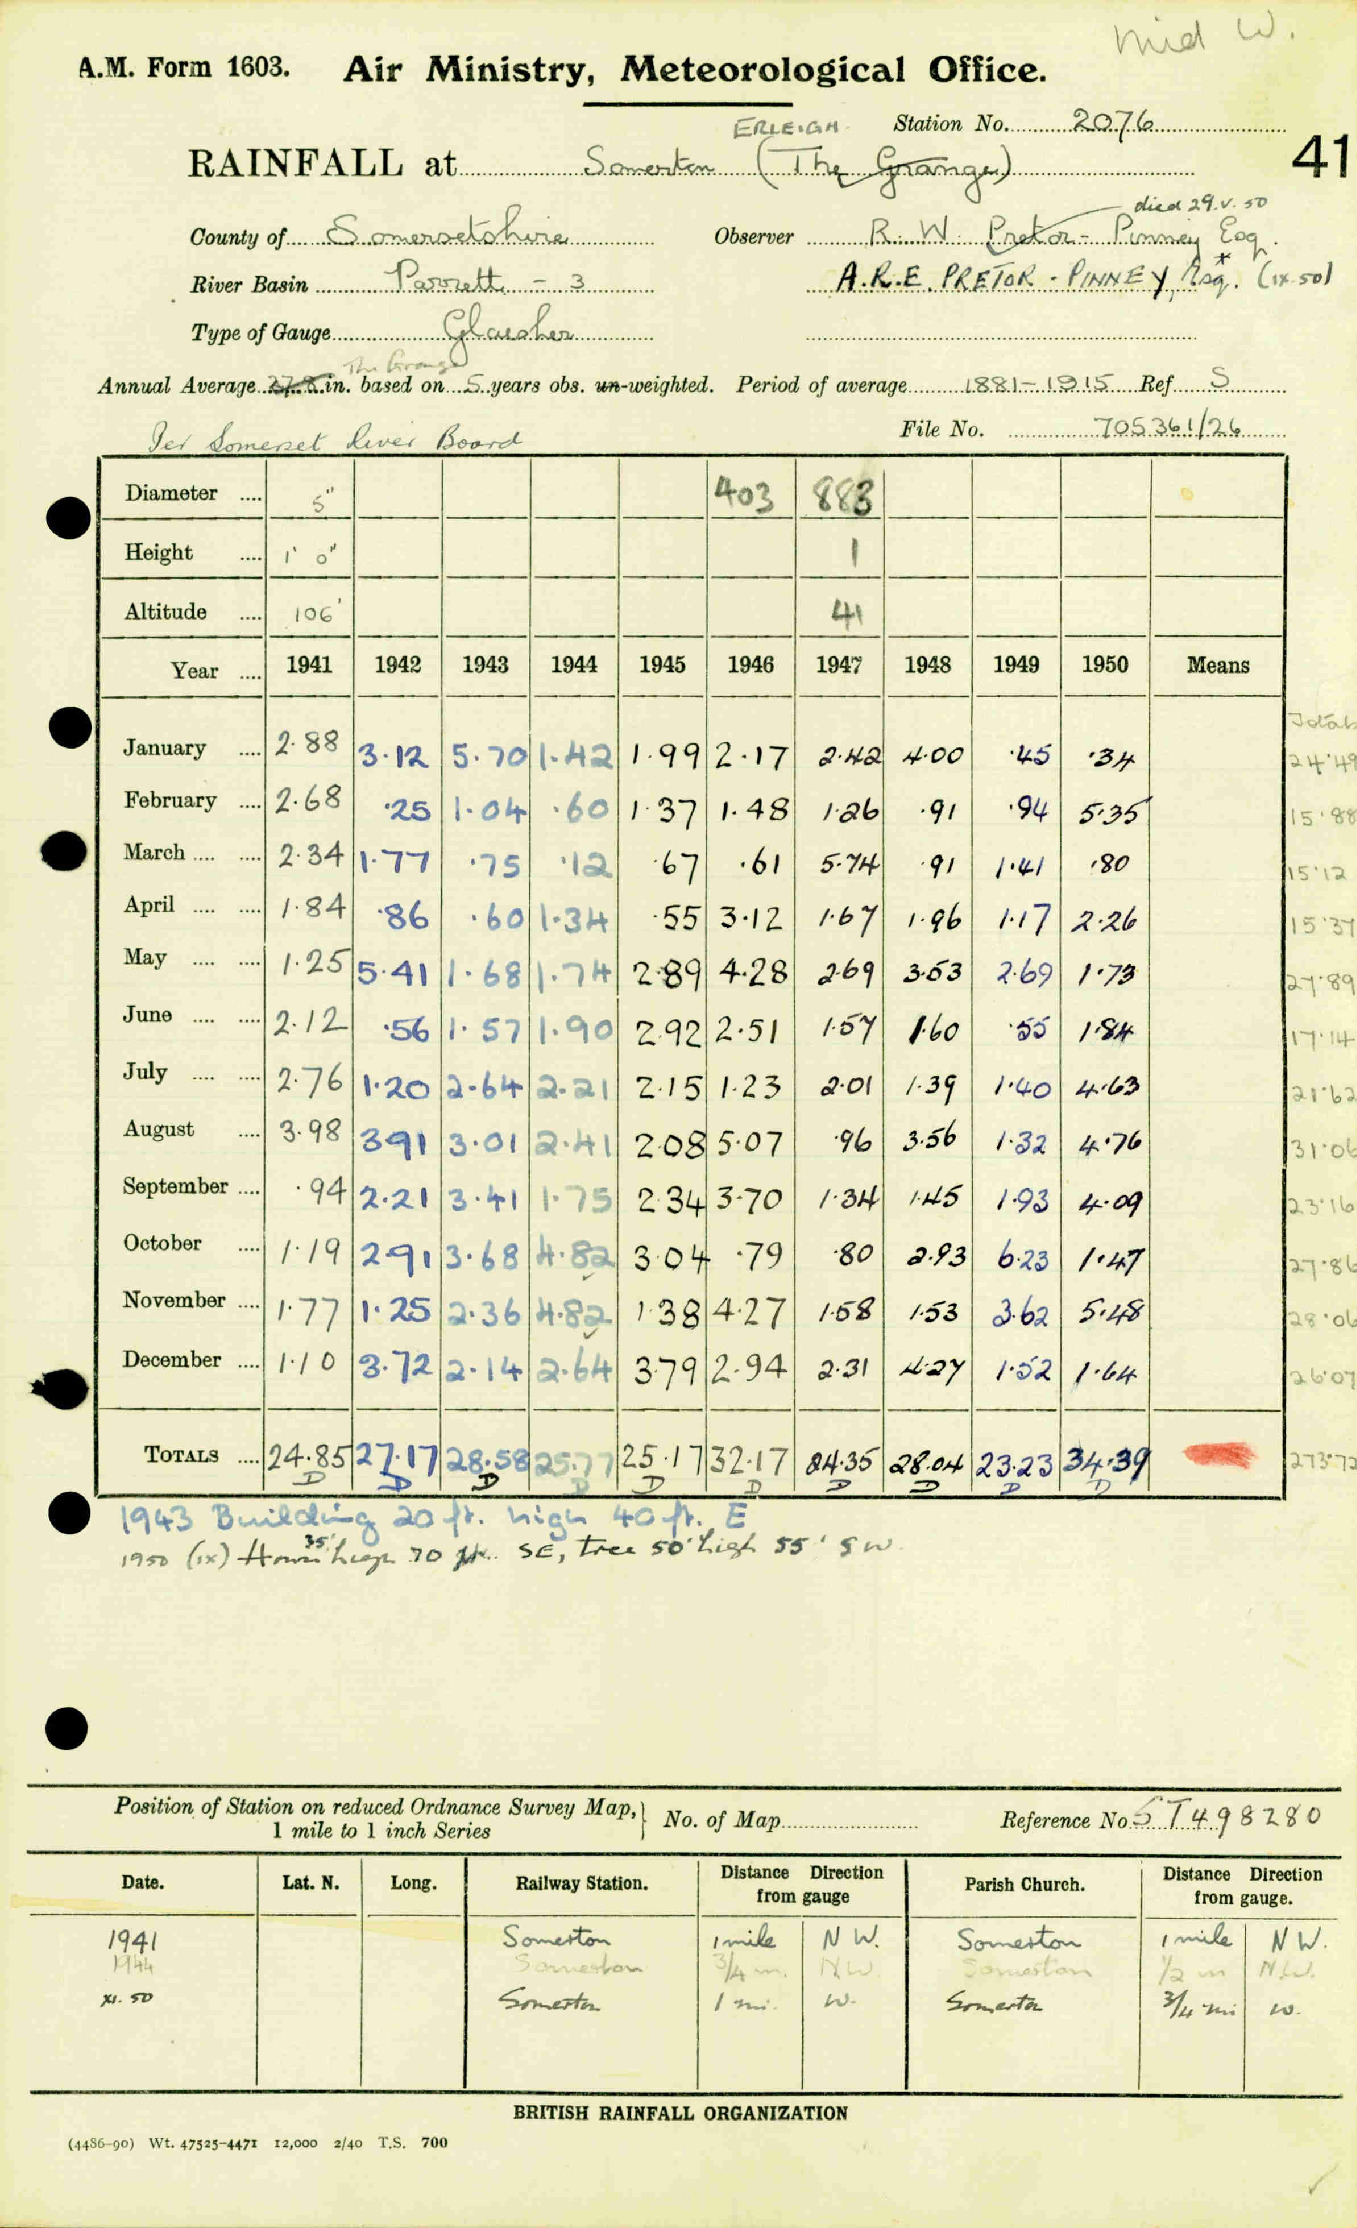 Mid W.
A.M. Form 1603. Air Ministry, Meteorological Office.
ERLEIGH Station No. 2076
RAINFALL at Somerton (The Grange) 41
died 29.v.50
County of Somersetshire Observer R. W. Pretor-Pinney Esq.
River Basin Parrett - 3 A.R.E. PRETOR-PINNEY, Esq.* (ix.50)
Type of Gauge Glaisher
The Grange
Annual Average 27.8 in. based on 5 years obs. un-weighted. Period of average 1881-1915 Ref S
File No. 705361/26
Per Somerset River Board
Diameter .... 5" 403 883
Height .... 1' 0" 1
Altitude .... 106' 41
Year .... 1941 1942 1943 1944 1945 1946 1947 1948 1949 1950 Means
Totals
January .... 2.88 3.12 5.70 1.42 1.99 2.17 2.42 4.00 .45 .34 24.49
February .... 2.68 .25 1.04 .60 1.37 1.48 1.26 .91 .94 5.35 15.88
March .... .... 2.34 1.77 .75 .12 .67 .61 5.74 .91 1.41 .80 15.12
April .... .... 1.84 .86 .60 1.34 .55 3.12 1.67 1.96 1.17 2.26 15.37
May .... .... 1.25 5.41 1.68 1.74 2.89 4.28 2.69 3.53 2.69 1.73 27.89
June .... .... 2.12 .56 1.57 1.90 2.92 2.51 1.57 1.60 .55 1.84 17.14
July .... .... 2.76 1.20 2.64 2.21 2.15 1.23 2.01 1.39 1.40 4.63 21.62
August .... 3.98 3.91 3.01 2.41 2.08 5.07 .96 3.56 1.32 4.76 31.06
September .... .94 2.21 3.41 1.75 2.34 3.70 1.34 1.45 1.93 4.09 23.16
October .... 1.19 2.91 3.68 4.82 3.04 .79 .80 2.93 6.23 1.47 27.86
November .... 1.77 1.25 2.36 4.82 1.38 4.27 1.58 1.53 3.62 5.48 28.06
December .... 1.10 3.72 2.14 2.64 3.79 2.94 2.31 4.27 1.52 1.64 26.07
TOTALS .... 24.85 27.17 28.58 25.77 25.17 32.17 24.35 28.04 23.23 34.39 273.72
D D D D D D D D D D
1943 Building 20 ft. high 40 ft. E
1950 (ix) House 35' high 70 ft. SE, tree 50' high 55' SW.
Position of Station on reduced Ordnance Survey Map, 1 mile to 1 inch Series } No. of Map Reference No ST498280
Date. Lat. N. Long. Railway Station. Distance from gauge Direction Parish Church. Distance from gauge. Direction
1941 Somerton 1 mile N W. Somerton 1 mile N W.
1944 Somerton 3/4 m. N.W. Somerton 1/2 m N.W.
xi.50 Somerton 1 mi. W. Somerton 3/4 mi W.
BRITISH RAINFALL ORGANIZATION
(4486-90) Wt. 47525-4471 12,000 2/40 T.S. 700